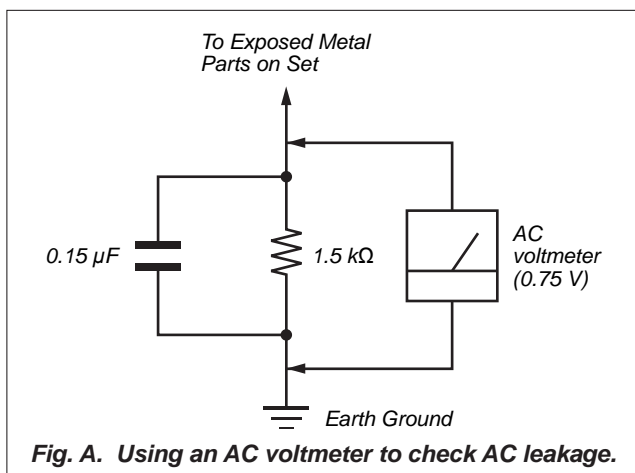 To Exposed Metal
Parts on Set
0.15 µF
1.5 kΩ
AC
voltmeter
(0.75 V)
Earth Ground
Fig. A. Using an AC voltmeter to check AC leakage.